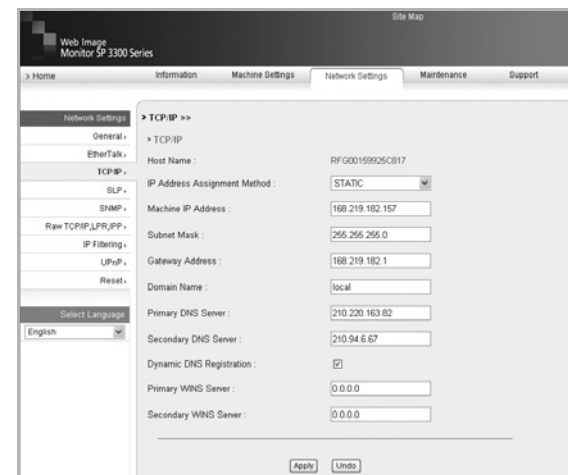 Site Map
Web Image
Monitor SP 3300 Series
> Home
Information
Machine Settings
Network Settings
Maintenance
Support
Network Settings
General
EtherTalk
TCP/IP
SLP
SNMP
Raw TCP/IP,LPR,IPP
IP Filtering
UPnP
Reset
Select Language
English
> TCP/IP >>
> TCP/IP
Host Name : RFG00159925C817
IP Address Assignment Method : STATIC
Machine IP Address : 168.219.182.157
Subnet Mask : 255.255.255.0
Gateway Address : 168.219.182.1
Domain Name : local
Primary DNS Server : 210.220.163.82
Secondary DNS Server : 210.94.6.67
Dynamic DNS Registration :
Primary WINS Server : 0.0.0.0
Secondary WINS Server : 0.0.0.0
Apply Undo